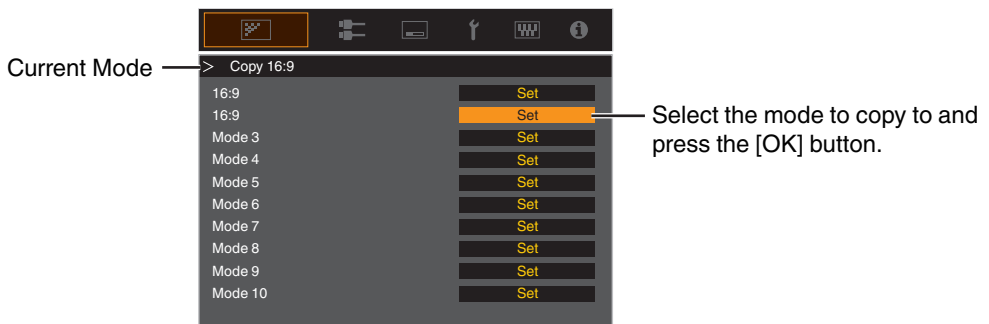 Current Mode
> Copy 16:9
16:9 Set
16:9 Set
Mode 3 Set
Mode 4 Set
Mode 5 Set
Mode 6 Set
Mode 7 Set
Mode 8 Set
Mode 9 Set
Mode 10 Set
Select the mode to copy to and
press the [OK] button.